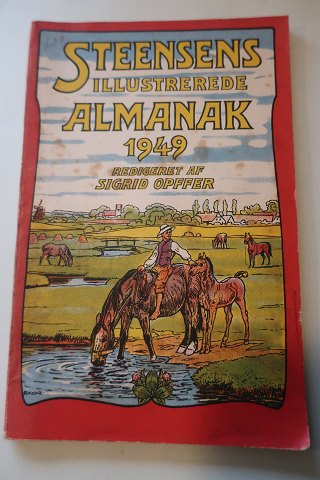 STEENSENS
ILLUSTREREDE
ALMANAK
1949
REDIGERET AF
SIGRID OPFFER